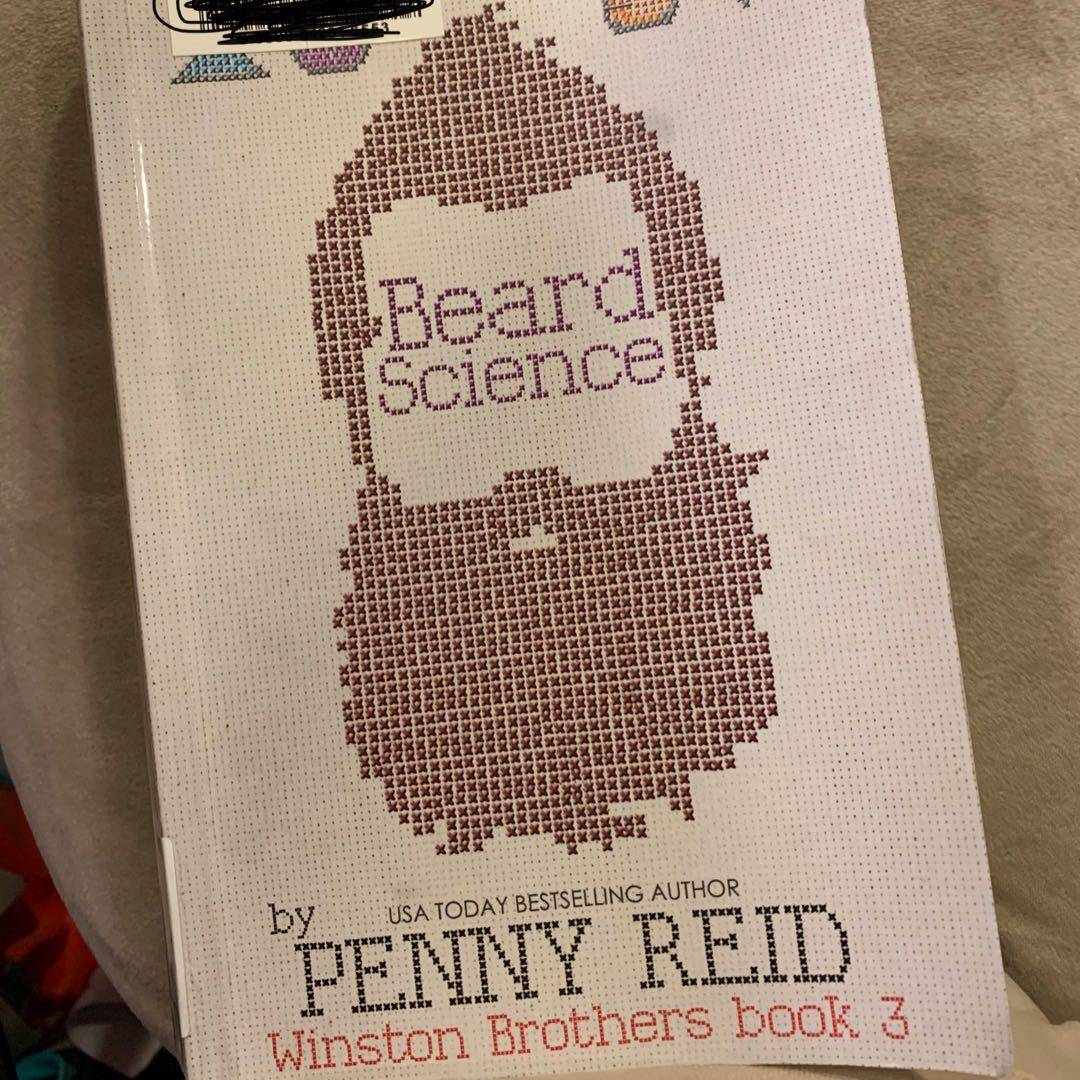 Beard
Science
by
USA TODAY BESTSELLING AUTHOR
PENNY REID
Winston Brothers book 3